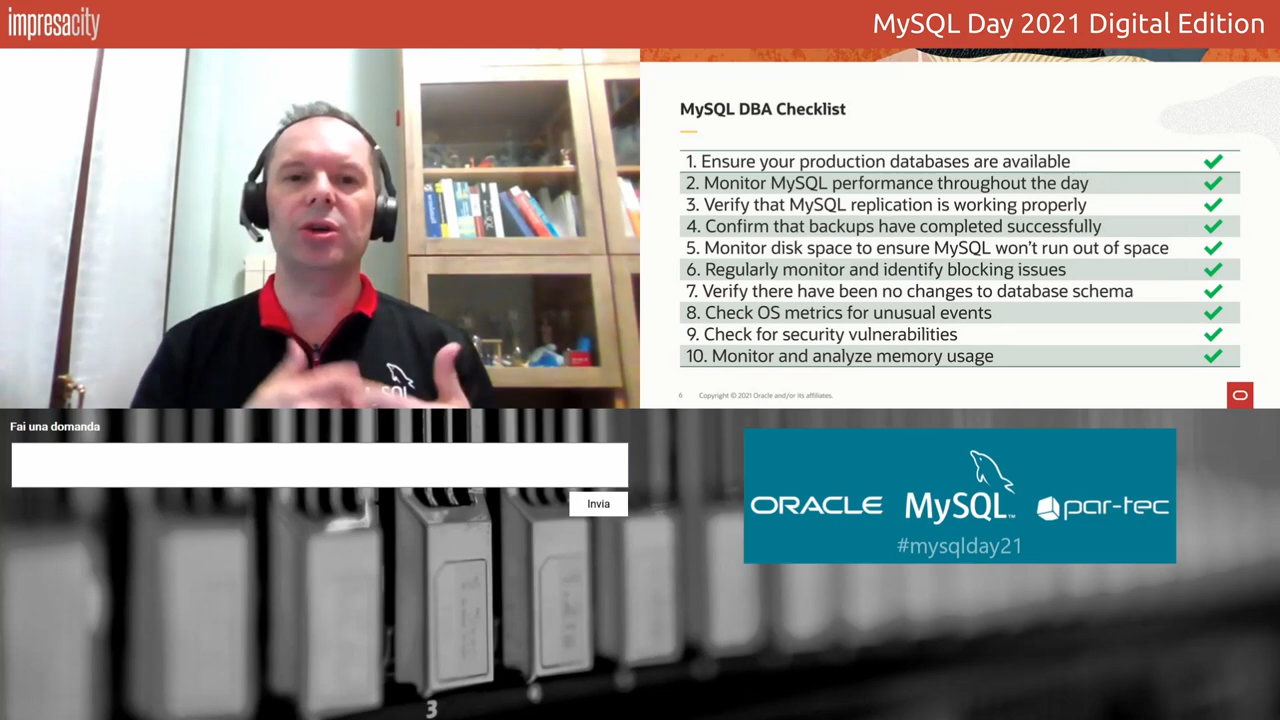 impresacity
MySQL Day 2021 Digital Edition
MySQL DBA Checklist
1. Ensure your production databases are available
2. Monitor MySQL performance throughout the day
3. Verify that MySQL replication is working properly
4. Confirm that backups have completed successfully
5. Monitor disk space to ensure MySQL won't run out of space
6. Regularly monitor and identify blocking issues
7. Verify there have been no changes to database schema
8. Check OS metrics for unusual events
9. Check for security vulnerabilities
10. Monitor and analyze memory usage
6 Copyright © 2021 Oracle and/or its affiliates.
Fai una domanda
Invia
ORACLE MySQL™ par-tec
#mysqlday21
3
4